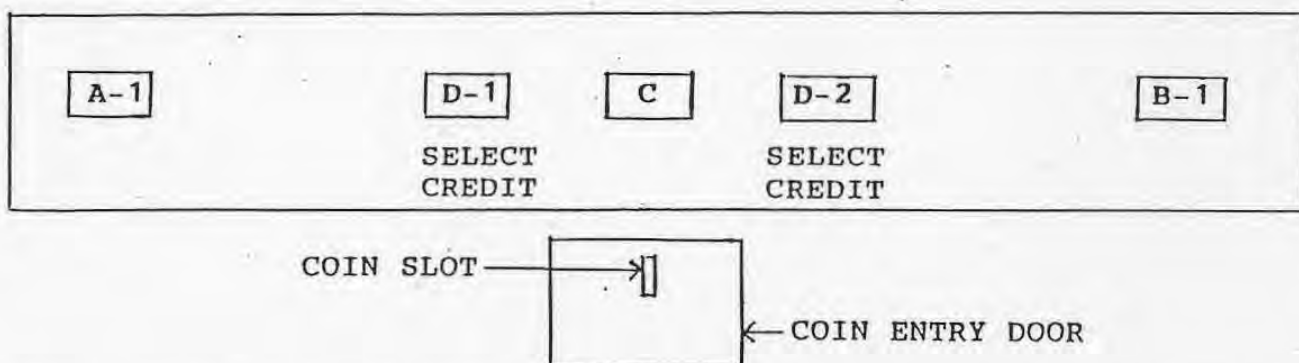 A-1 D-1 C D-2 B-1
SELECT SELECT
CREDIT CREDIT
COIN SLOT
COIN ENTRY DOOR